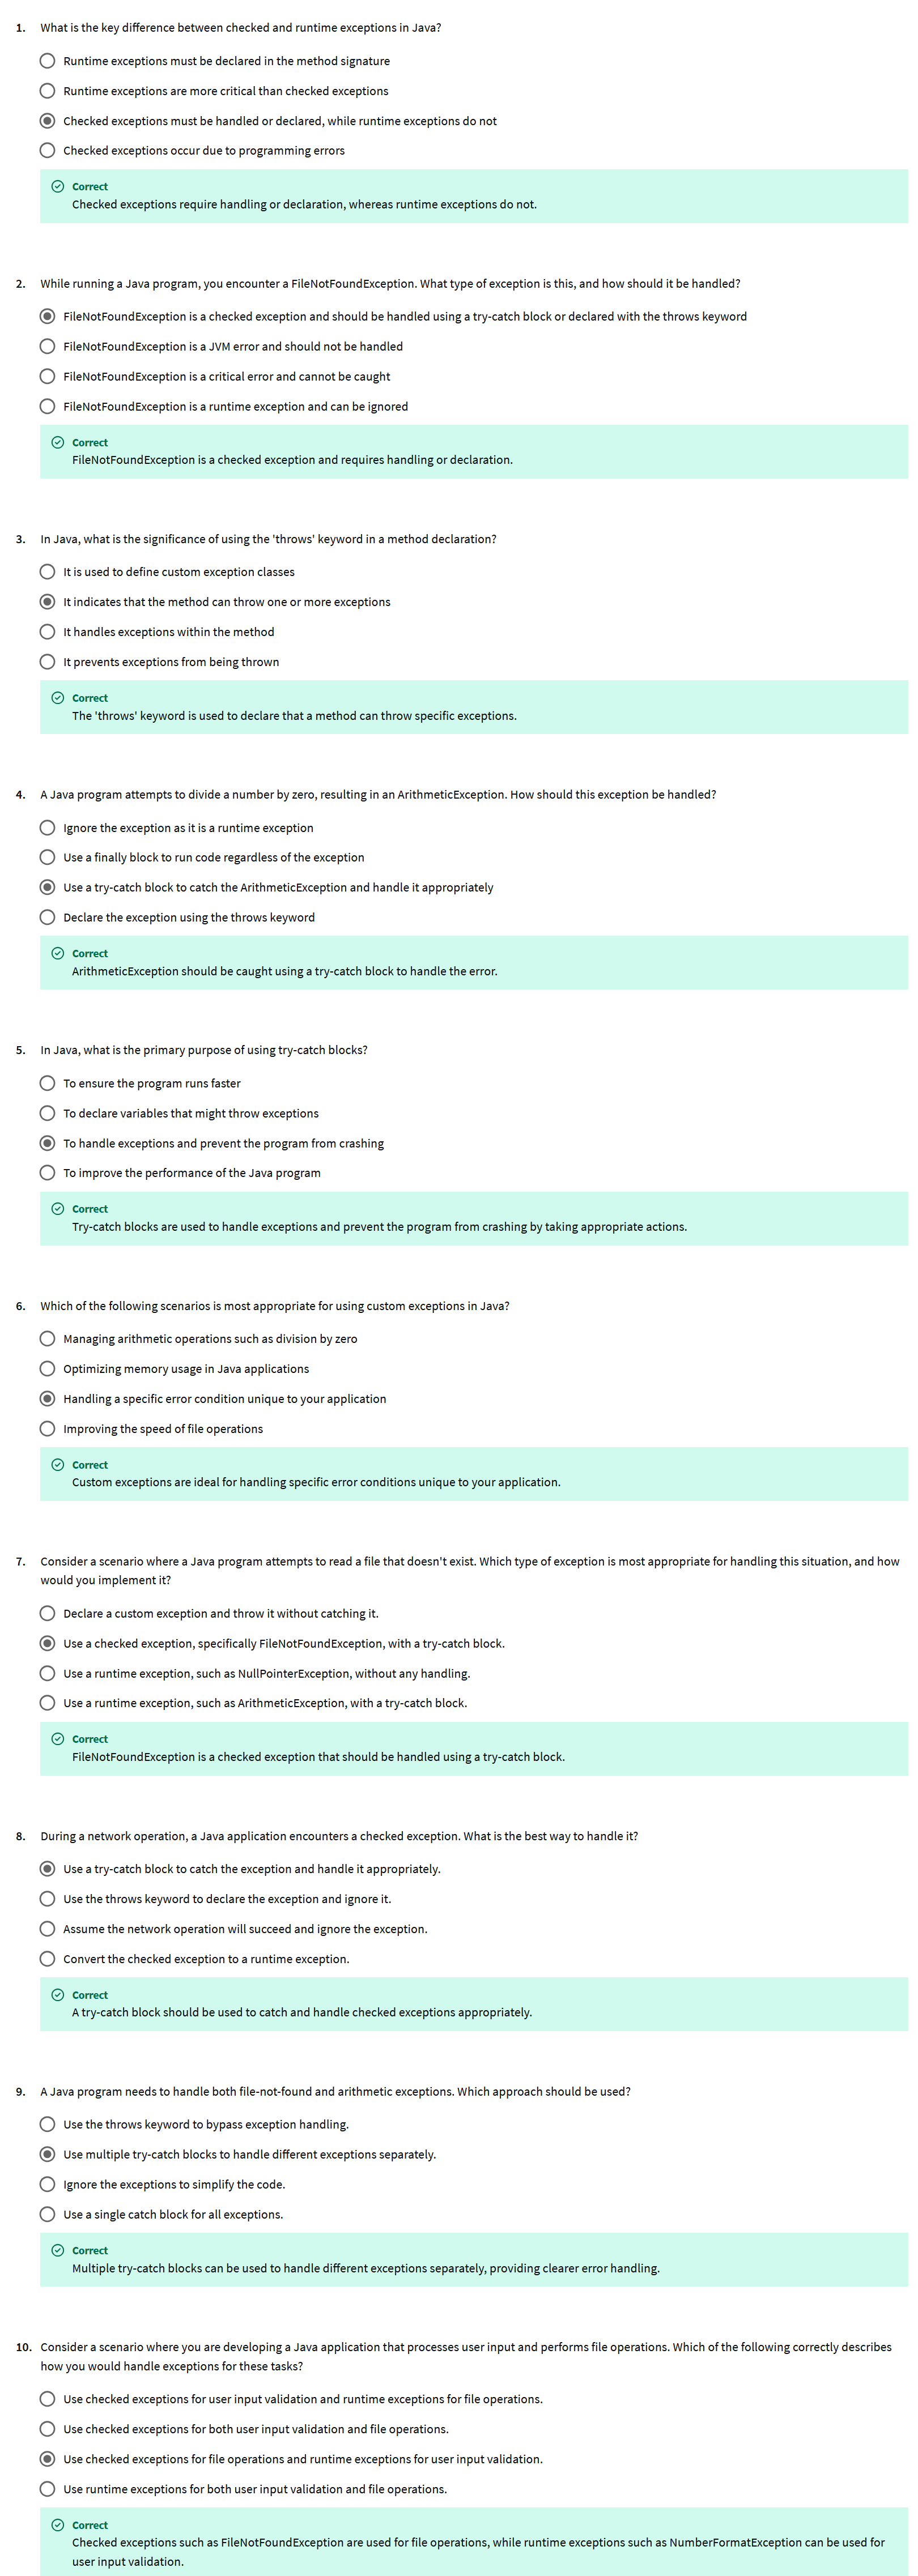 1. What is the key difference between checked and runtime exceptions in Java?
Runtime exceptions must be declared in the method signature
Runtime exceptions are more critical than checked exceptions
Checked exceptions must be handled or declared, while runtime exceptions do not
Checked exceptions occur due to programming errors
Correct
Checked exceptions require handling or declaration, whereas runtime exceptions do not.
2. While running a Java program, you encounter a FileNotFoundException. What type of exception is this, and how should it be handled?
FileNotFoundException is a checked exception and should be handled using a try-catch block or declared with the throws keyword
FileNotFoundException is a JVM error and should not be handled
FileNotFoundException is a critical error and cannot be caught
FileNotFoundException is a runtime exception and can be ignored
Correct
FileNotFoundException is a checked exception and requires handling or declaration.
3. In Java, what is the significance of using the 'throws' keyword in a method declaration?
It is used to define custom exception classes
It indicates that the method can throw one or more exceptions
It handles exceptions within the method
It prevents exceptions from being thrown
Correct
The 'throws' keyword is used to declare that a method can throw specific exceptions.
4. A Java program attempts to divide a number by zero, resulting in an ArithmeticException. How should this exception be handled?
Ignore the exception as it is a runtime exception
Use a finally block to run code regardless of the exception
Use a try-catch block to catch the ArithmeticException and handle it appropriately
Declare the exception using the throws keyword
Correct
ArithmeticException should be caught using a try-catch block to handle the error.
5. In Java, what is the primary purpose of using try-catch blocks?
To ensure the program runs faster
To declare variables that might throw exceptions
To handle exceptions and prevent the program from crashing
To improve the performance of the Java program
Correct
Try-catch blocks are used to handle exceptions and prevent the program from crashing by taking appropriate actions.
6. Which of the following scenarios is most appropriate for using custom exceptions in Java?
Managing arithmetic operations such as division by zero
Optimizing memory usage in Java applications
Handling a specific error condition unique to your application
Improving the speed of file operations
Correct
Custom exceptions are ideal for handling specific error conditions unique to your application.
7. Consider a scenario where a Java program attempts to read a file that doesn't exist. Which type of exception is most appropriate for handling this situation, and how
would you implement it?
Declare a custom exception and throw it without catching it.
Use a checked exception, specifically FileNotFoundException, with a try-catch block.
Use a runtime exception, such as NullPointerException, without any handling.
Use a runtime exception, such as ArithmeticException, with a try-catch block.
Correct
FileNotFoundException is a checked exception that should be handled using a try-catch block.
8. During a network operation, a Java application encounters a checked exception. What is the best way to handle it?
Use a try-catch block to catch the exception and handle it appropriately.
Use the throws keyword to declare the exception and ignore it.
Assume the network operation will succeed and ignore the exception.
Convert the checked exception to a runtime exception.
Correct
A try-catch block should be used to catch and handle checked exceptions appropriately.
9. A Java program needs to handle both file-not-found and arithmetic exceptions. Which approach should be used?
Use the throws keyword to bypass exception handling.
Use multiple try-catch blocks to handle different exceptions separately.
Ignore the exceptions to simplify the code.
Use a single catch block for all exceptions.
Correct
Multiple try-catch blocks can be used to handle different exceptions separately, providing clearer error handling.
10. Consider a scenario where you are developing a Java application that processes user input and performs file operations. Which of the following correctly describes
how you would handle exceptions for these tasks?
Use checked exceptions for user input validation and runtime exceptions for file operations.
Use checked exceptions for both user input validation and file operations.
Use checked exceptions for file operations and runtime exceptions for user input validation.
Use runtime exceptions for both user input validation and file operations.
Correct
Checked exceptions such as FileNotFoundException are used for file operations, while runtime exceptions such as NumberFormatException can be used for
user input validation.